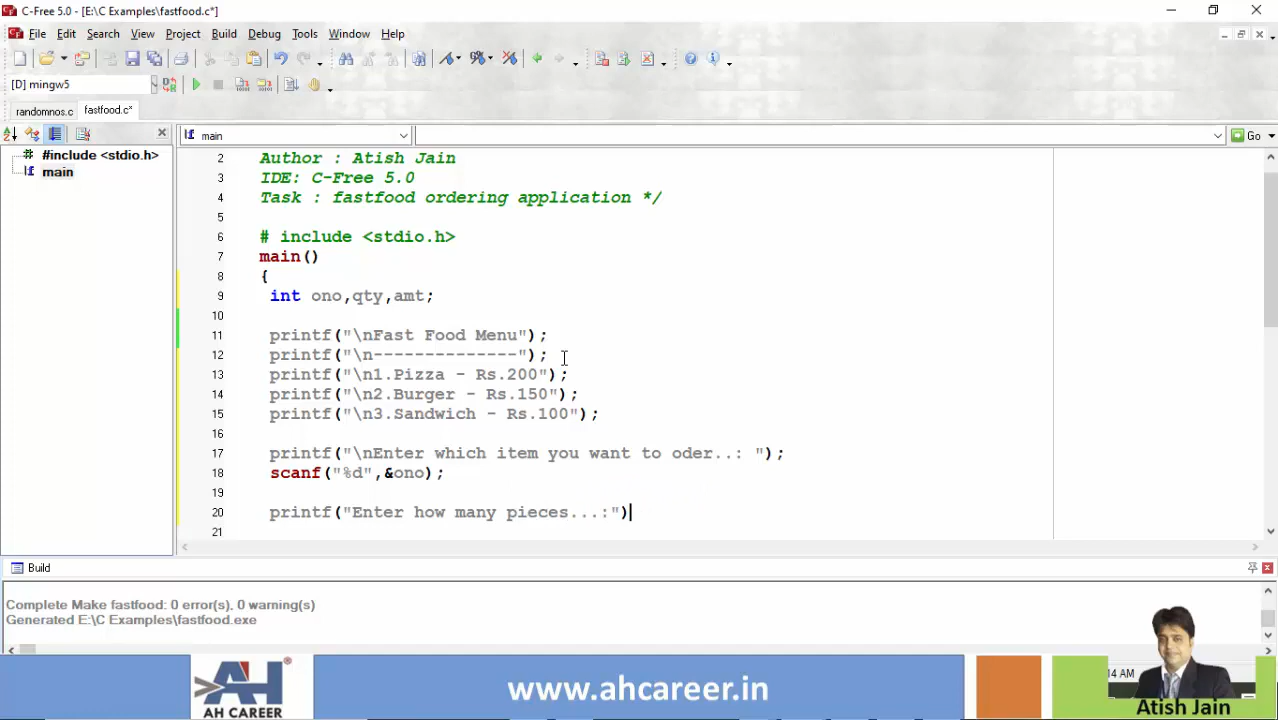 C-Free 5.0 - [E:\C Examples\fastfood.c*]
File Edit Search View Project Build Debug Tools Window Help
[D] mingw5
randomnos.c fastfood.c*
main
Go
#include <stdio.h>
main
2 Author : Atish Jain
3 IDE: C-Free 5.0
4 Task : fastfood ordering application */
5
6 # include <stdio.h>
7 main()
8 {
9 int ono,qty,amt;
10
11 printf("\nFast Food Menu");
12 printf("\n--------------");
13 printf("\n1.Pizza - Rs.200");
14 printf("\n2.Burger - Rs.150");
15 printf("\n3.Sandwich - Rs.100");
16
17 printf("\nEnter which item you want to oder..: ");
18 scanf("%d",&ono);
19
20 printf("Enter how many pieces...:")
21
Build
Complete Make fastfood: 0 error(s), 0 warning(s)
Generated E:\C Examples\fastfood.exe
AH
AH CAREER
www.ahcareer.in
14 AM
Atish Jain